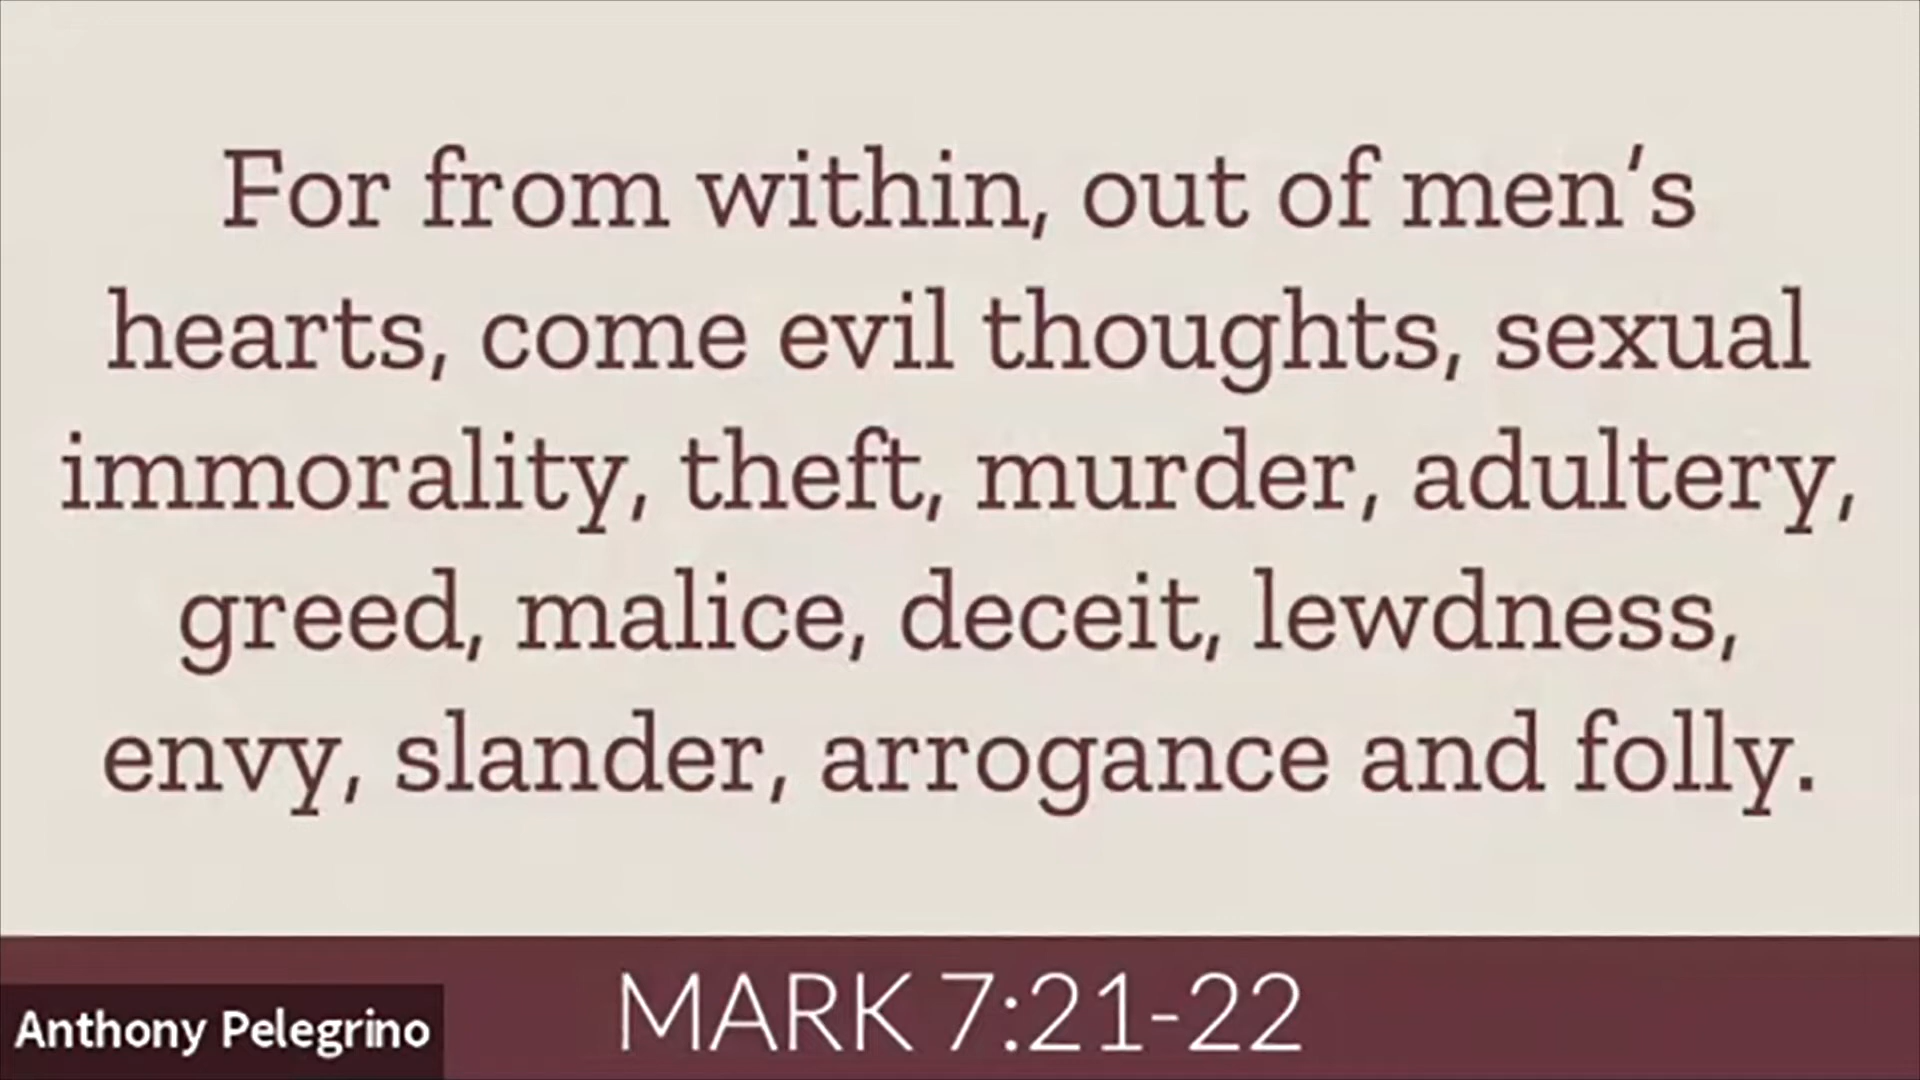 For from within, out of men’s
hearts, come evil thoughts, sexual
immorality, theft, murder, adultery,
greed, malice, deceit, lewdness,
envy, slander, arrogance and folly.
MARK 7:21-22
Anthony Pelegrino